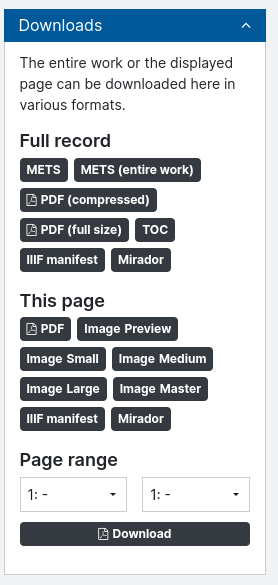 Downloads
The entire work or the displayed
page can be downloaded here in
various formats.
Full record
METS METS (entire work)
PDF (compressed)
PDF (full size) TOC
IIIF manifest Mirador
This page
PDF Image Preview
Image Small Image Medium
Image Large Image Master
IIIF manifest Mirador
Page range
1: - 1: -
Download